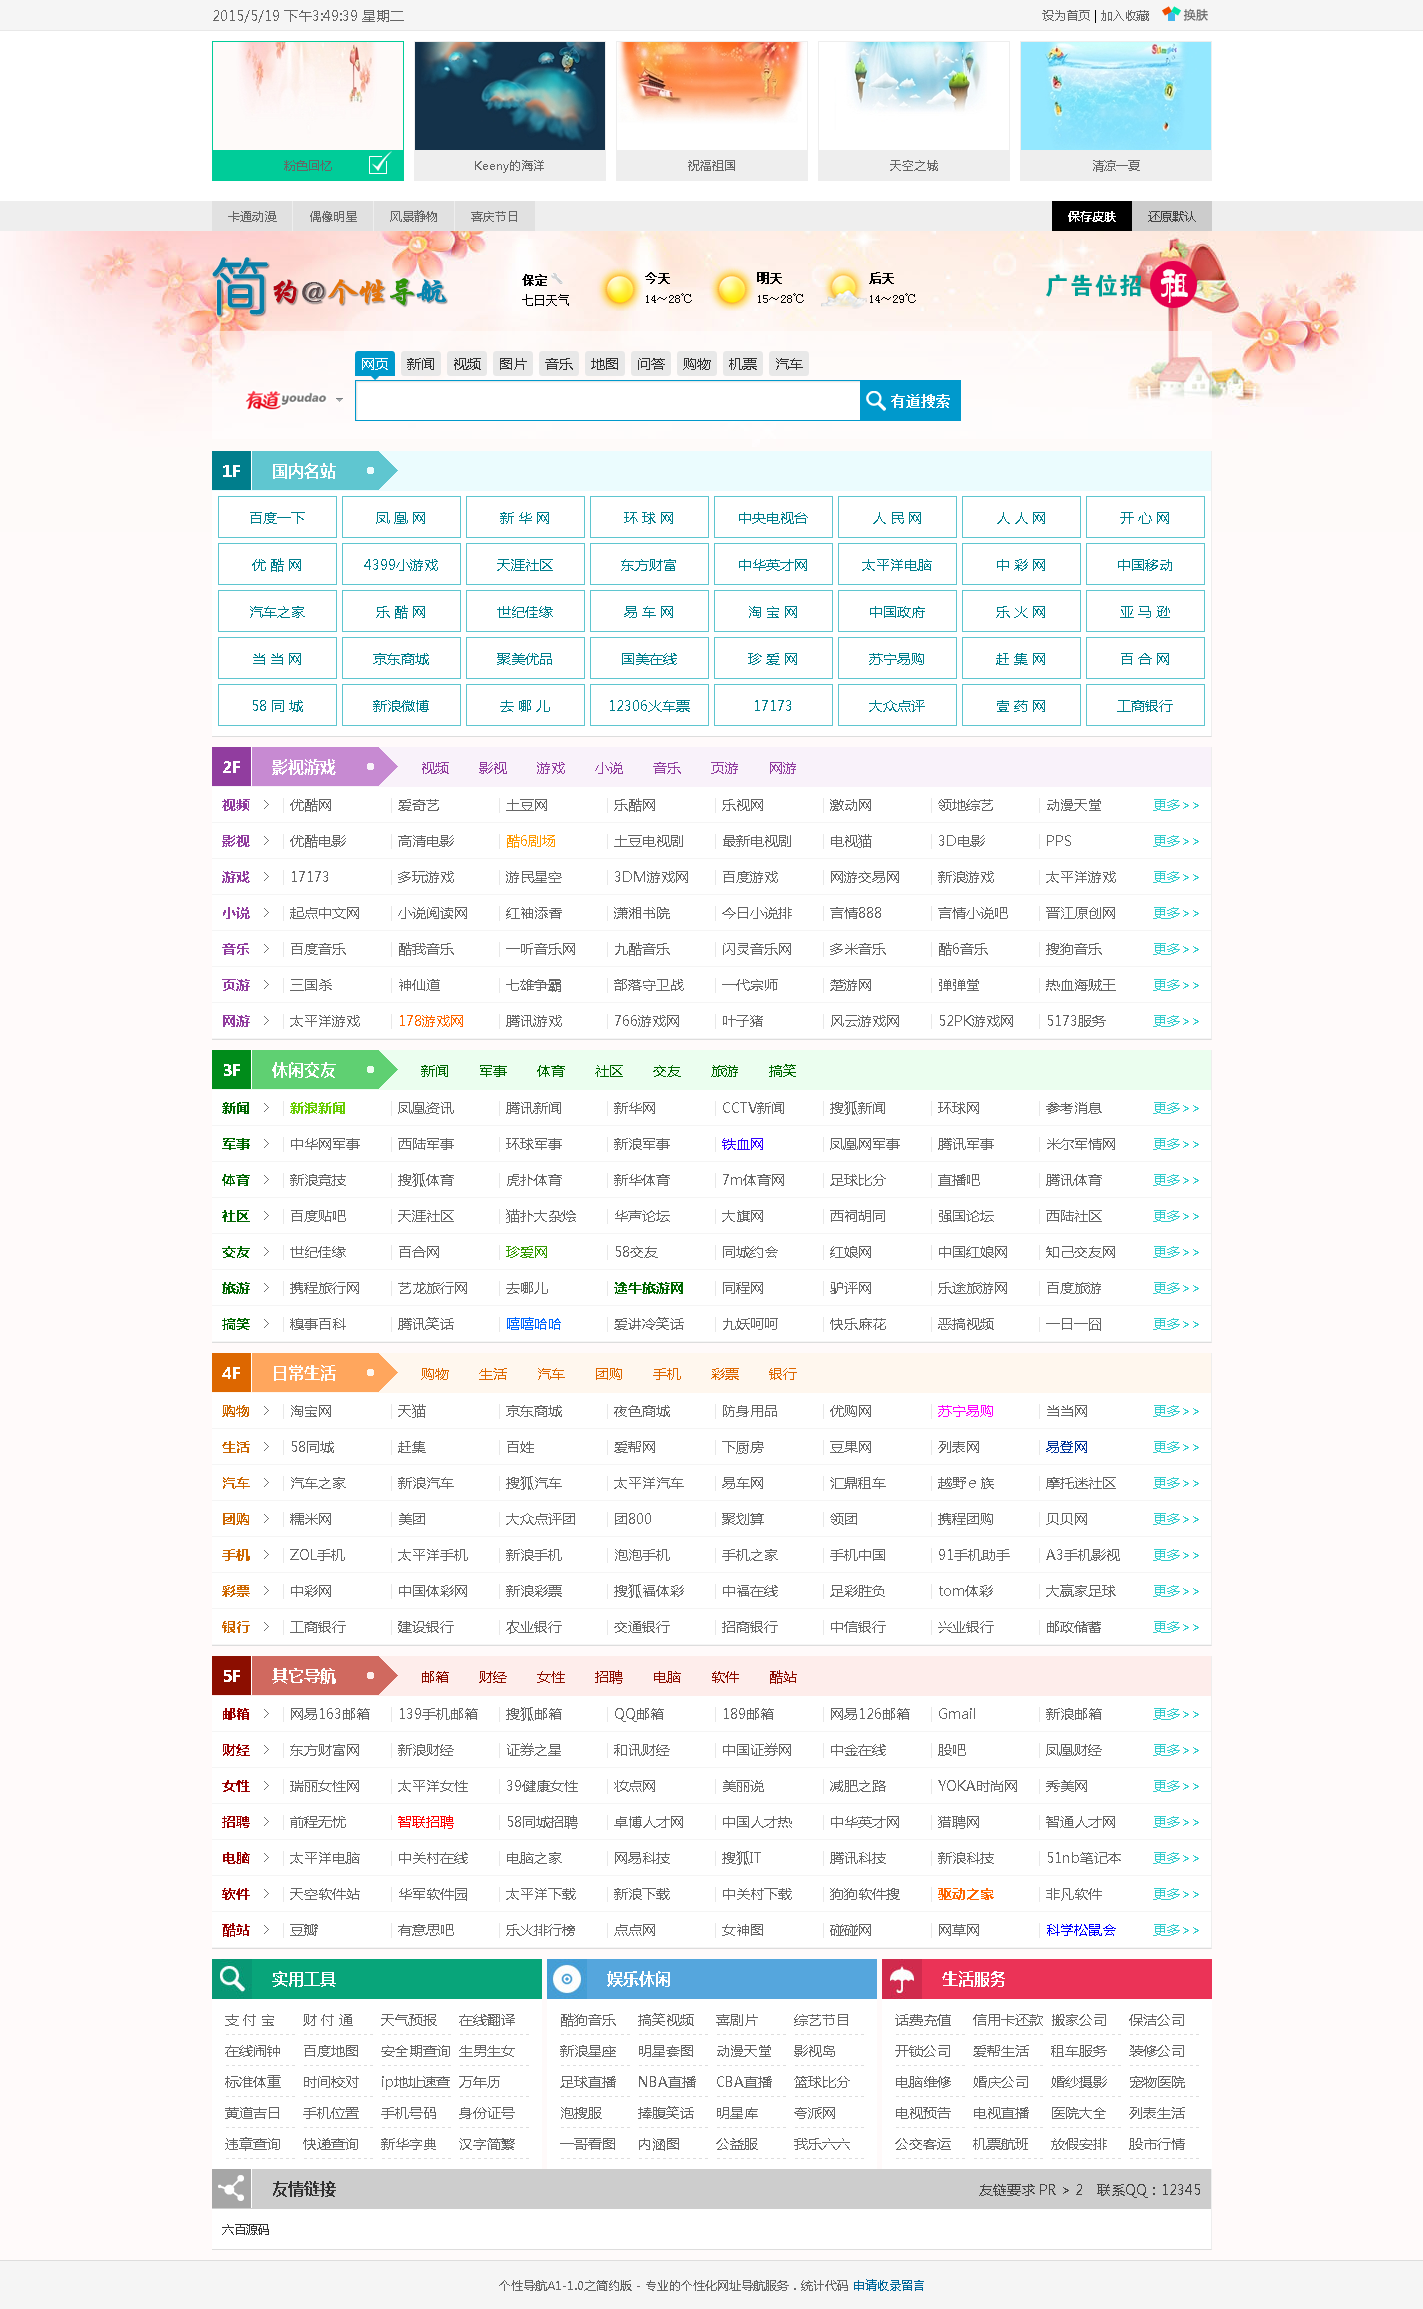 2015/5/19 下午3:49:39 星期二
设为首页 | 加入收藏 换肤
粉色回忆 Keeny的海洋 祝福祖国 天空之城 清凉一夏
卡通动漫 偶像明星 风景静物 喜庆节日 保存皮肤 还原默认
简约@个性导航
保定 今天 明天 后天
七日天气 14～28℃ 15～28℃ 14～29℃
广告位招租
网页 新闻 视频 图片 音乐 地图 问答 购物 机票 汽车
有道youdao 有道搜索
1F 国内名站
百度一下 凤 凰 网 新 华 网 环 球 网 中央电视台 人 民 网 人 人 网 开 心 网
优 酷 网 4399小游戏 天涯社区 东方财富 中华英才网 太平洋电脑 中 彩 网 中国移动
汽车之家 乐 酷 网 世纪佳缘 易 车 网 淘 宝 网 中国政府 乐 火 网 亚 马 逊
当 当 网 京东商城 聚美优品 国美在线 珍 爱 网 苏宁易购 赶 集 网 百 合 网
58 同 城 新浪微博 去 哪 儿 12306火车票 17173 大众点评 壹 药 网 工商银行
2F 影视游戏 视频 影视 游戏 小说 音乐 页游 网游
视频 优酷网 爱奇艺 土豆网 乐酷网 乐视网 激动网 领地综艺 动漫天堂 更多>>
影视 优酷电影 高清电影 酷6剧场 土豆电视剧 最新电视剧 电视猫 3D电影 PPS 更多>>
游戏 17173 多玩游戏 游民星空 3DM游戏网 百度游戏 网游交易网 新浪游戏 太平洋游戏 更多>>
小说 起点中文网 小说阅读网 红袖添香 潇湘书院 今日小说排 言情888 言情小说吧 晋江原创网 更多>>
音乐 百度音乐 酷我音乐 一听音乐网 九酷音乐 闪灵音乐网 多米音乐 酷6音乐 搜狗音乐 更多>>
页游 三国杀 神仙道 七雄争霸 部落守卫战 一代宗师 楚游网 弹弹堂 热血海贼王 更多>>
网游 太平洋游戏 178游戏网 腾讯游戏 766游戏网 叶子猪 风云游戏网 52PK游戏网 5173服务 更多>>
3F 休闲交友 新闻 军事 体育 社区 交友 旅游 搞笑
新闻 新浪新闻 凤凰资讯 腾讯新闻 新华网 CCTV新闻 搜狐新闻 环球网 参考消息 更多>>
军事 中华网军事 西陆军事 环球军事 新浪军事 铁血网 凤凰网军事 腾讯军事 米尔军情网 更多>>
体育 新浪竞技 搜狐体育 虎扑体育 新华体育 7m体育网 足球比分 直播吧 腾讯体育 更多>>
社区 百度贴吧 天涯社区 猫扑大杂烩 华声论坛 大旗网 西祠胡同 强国论坛 西陆社区 更多>>
交友 世纪佳缘 百合网 珍爱网 58交友 同城约会 红娘网 中国红娘网 知己交友网 更多>>
旅游 携程旅行网 艺龙旅行网 去哪儿 途牛旅游网 同程网 驴评网 乐途旅游网 百度旅游 更多>>
搞笑 糗事百科 腾讯笑话 嘻嘻哈哈 爱讲冷笑话 九妖呵呵 快乐麻花 恶搞视频 一日一囧 更多>>
4F 日常生活 购物 生活 汽车 团购 手机 彩票 银行
购物 淘宝网 天猫 京东商城 夜色商城 防身用品 优购网 苏宁易购 当当网 更多>>
生活 58同城 赶集 百姓 爱帮网 下厨房 豆果网 列表网 易登网 更多>>
汽车 汽车之家 新浪汽车 搜狐汽车 太平洋汽车 易车网 汇鼎租车 越野ｅ族 摩托迷社区 更多>>
团购 糯米网 美团 大众点评团 团800 聚划算 领团 携程团购 贝贝网 更多>>
手机 ZOL手机 太平洋手机 新浪手机 泡泡手机 手机之家 手机中国 91手机助手 A3手机影视 更多>>
彩票 中彩网 中国体彩网 新浪彩票 搜狐福体彩 中福在线 足彩胜负 tom体彩 大赢家足球 更多>>
银行 工商银行 建设银行 农业银行 交通银行 招商银行 中信银行 兴业银行 邮政储蓄 更多>>
5F 其它导航 邮箱 财经 女性 招聘 电脑 软件 酷站
邮箱 网易163邮箱 139手机邮箱 搜狐邮箱 QQ邮箱 189邮箱 网易126邮箱 Gmail 新浪邮箱 更多>>
财经 东方财富网 新浪财经 证券之星 和讯财经 中国证券网 中金在线 股吧 凤凰财经 更多>>
女性 瑞丽女性网 太平洋女性 39健康女性 妆点网 美丽说 减肥之路 YOKA时尚网 秀美网 更多>>
招聘 前程无忧 智联招聘 58同城招聘 卓博人才网 中国人才热 中华英才网 猎聘网 智通人才网 更多>>
电脑 太平洋电脑 中关村在线 电脑之家 网易科技 搜狐IT 腾讯科技 新浪科技 51nb笔记本 更多>>
软件 天空软件站 华军软件园 太平洋下载 新浪下载 中关村下载 狗狗软件搜 驱动之家 非凡软件 更多>>
酷站 豆瓣 有意思吧 乐火排行榜 点点网 女神图 碰碰网 网草网 科学松鼠会 更多>>
实用工具 娱乐休闲 生活服务
支 付 宝 财 付 通 天气预报 在线翻译 酷狗音乐 搞笑视频 喜剧片 综艺节目 话费充值 信用卡还款 搬家公司 保洁公司
在线闹钟 百度地图 安全期查询 生男生女 新浪星座 明星套图 动漫天堂 影视岛 开锁公司 爱帮生活 租车服务 装修公司
标准体重 时间校对 ip地址速查 万年历 足球直播 NBA直播 CBA直播 篮球比分 电脑维修 婚庆公司 婚纱摄影 宠物医院
黄道吉日 手机位置 手机号码 身份证号 泡搜服 捧腹笑话 明星库 夸派网 电视预告 电视直播 医院大全 列表生活
违章查询 快递查询 新华字典 汉字简繁 一哥看图 内涵图 公益服 我乐六六 公交客运 机票航班 放假安排 股市行情
友情链接 友链要求 PR > 2 联系QQ：12345
六百源码
个性导航A1-1.0之简约版 - 专业的个性化网址导航服务．统计代码 申请收录留言